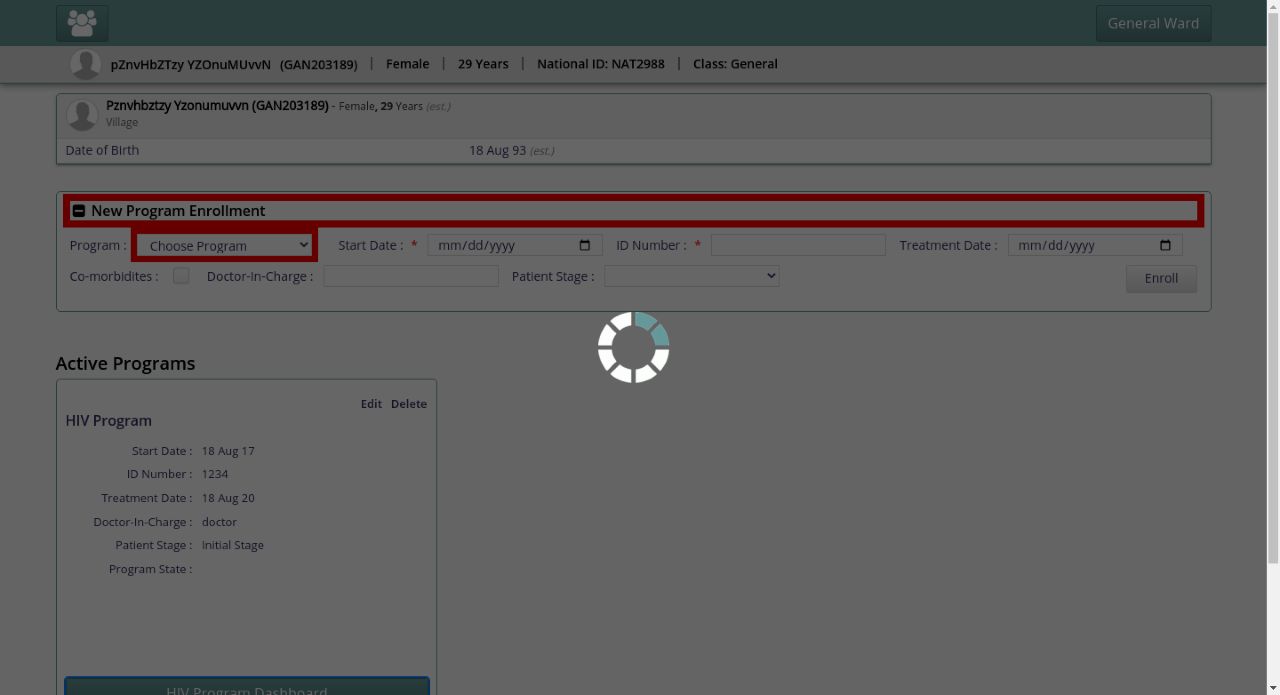 General Ward
pZnvHbZTzy YZOnuMUvvN (GAN203189) | Female | 29 Years | National ID: NAT2988 | Class: General
Pznvhbztzy Yzonumuvvn (GAN203189) - Female, 29 Years (est.)
Village
Date of Birth 18 Aug 93 (est.)
New Program Enrollment
Program : Choose Program Start Date : * mm/dd/yyyy ID Number : * Treatment Date : mm/dd/yyyy
Co-morbidites : Doctor-In-Charge : Patient Stage : Enroll
Active Programs
Edit Delete
HIV Program
Start Date : 18 Aug 17
ID Number : 1234
Treatment Date : 18 Aug 20
Doctor-In-Charge : doctor
Patient Stage : Initial Stage
Program State :
HIV Program Dashboard